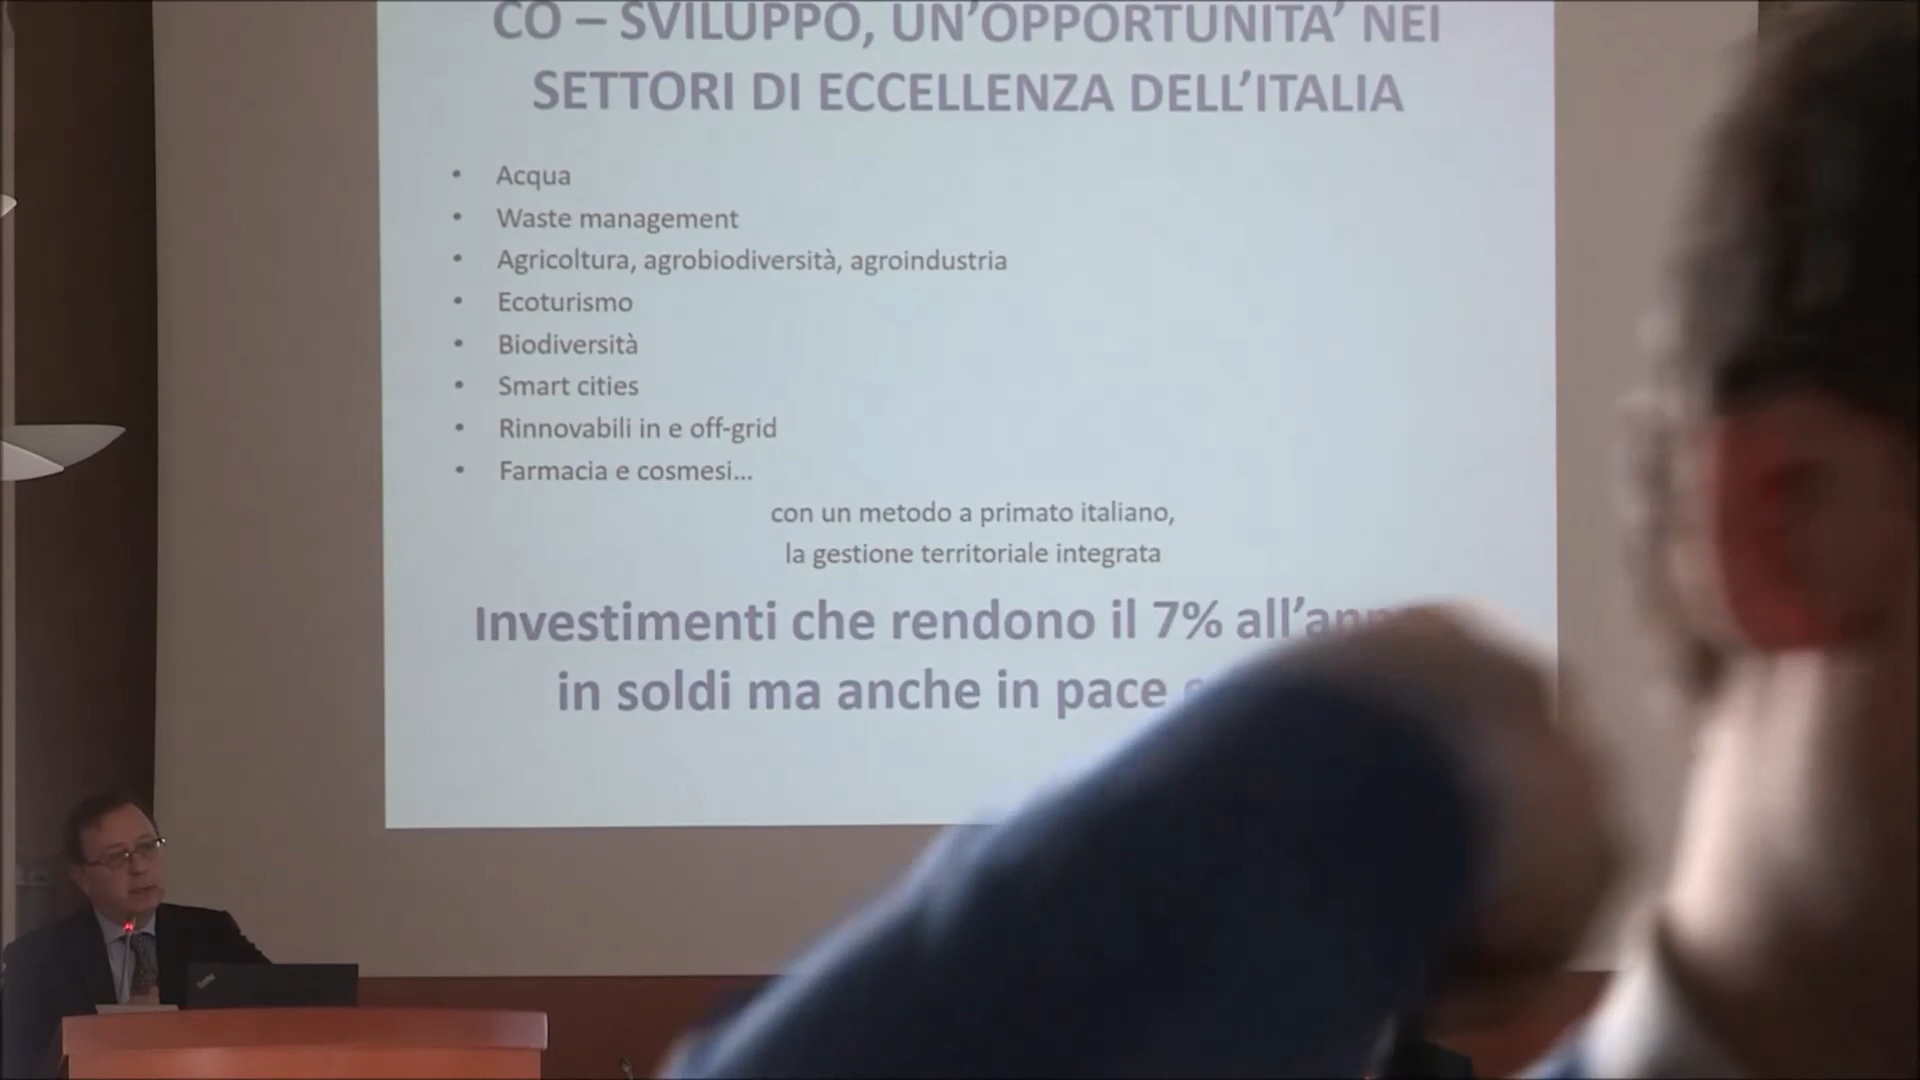 CO – SVILUPPO, UN’OPPORTUNITA’ NEI
SETTORI DI ECCELLENZA DELL’ITALIA
• Acqua
• Waste management
• Agricoltura, agrobiodiversità, agroindustria
• Ecoturismo
• Biodiversità
• Smart cities
• Rinnovabili in e off-grid
• Farmacia e cosmesi...
con un metodo a primato italiano,
la gestione territoriale integrata
Investimenti che rendono il 7%
in soldi ma anche in pace